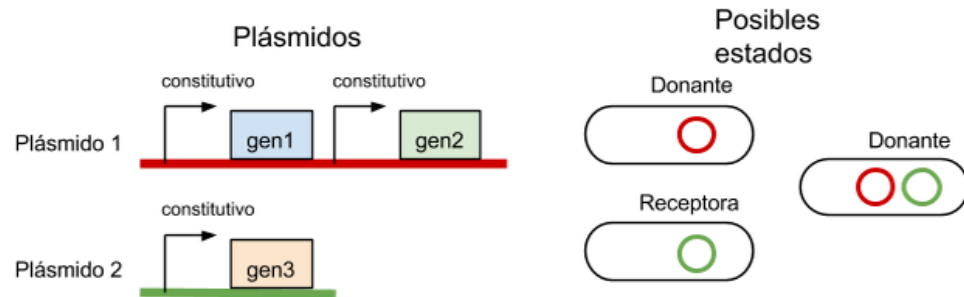 Plásmidos
constitutivo
constitutivo
Plásmido 1
gen1
gen2
constitutivo
Plásmido 2
gen3
Posibles
estados
Donante
Donante
Receptora